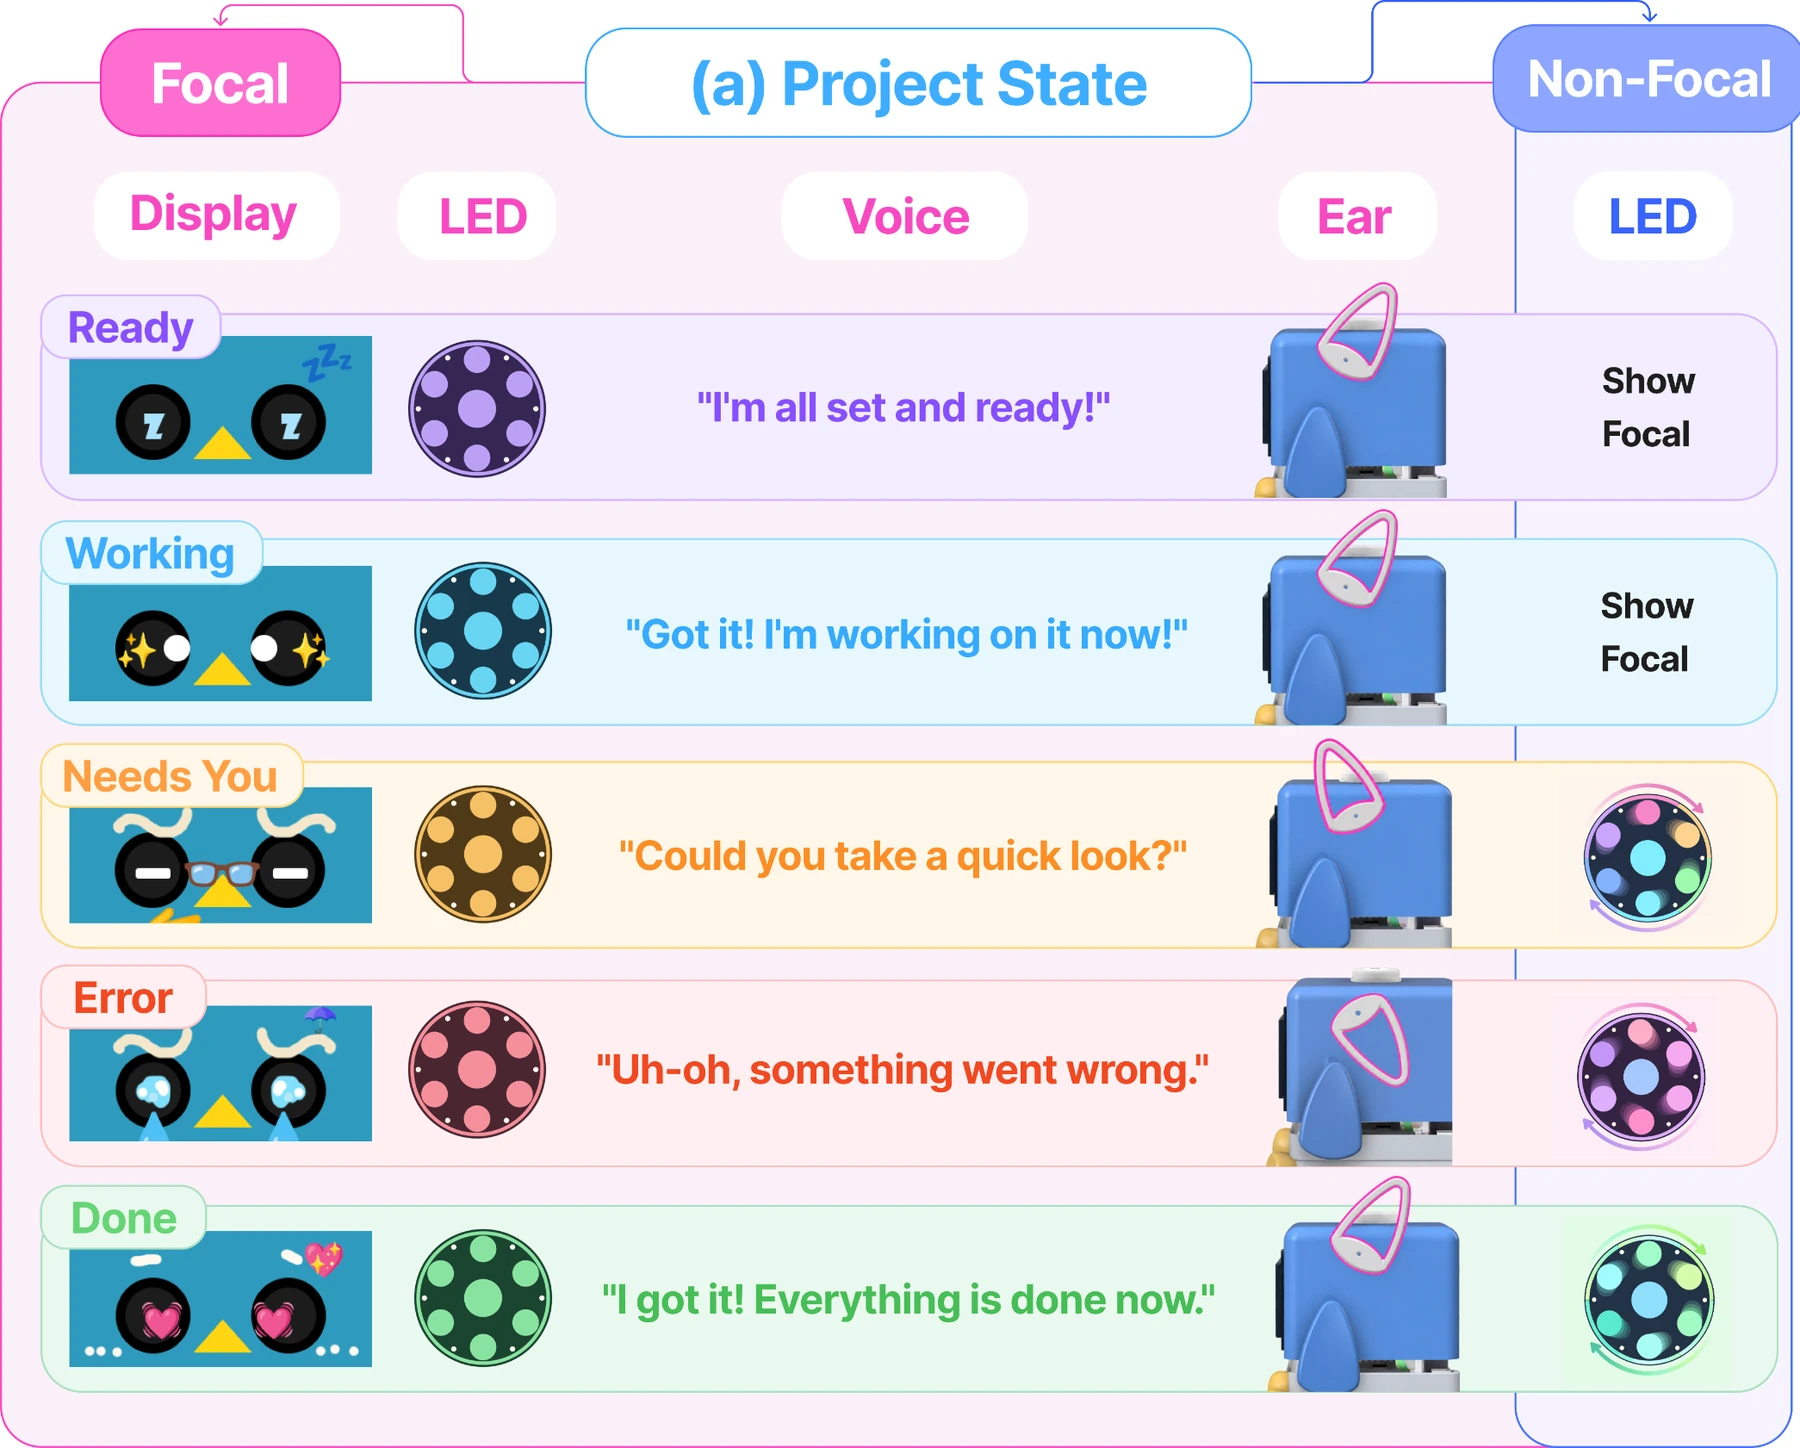 Focal
(a) Project State
Non-Focal
Display
LED
Voice
Ear
LED
Ready
zzz
z z
"I'm all set and ready!"
Show
Focal
Working
"Got it! I'm working on it now!"
Show
Focal
Needs You
"Could you take a quick look?"
Error
"Uh-oh, something went wrong."
Done
"I got it! Everything is done now."